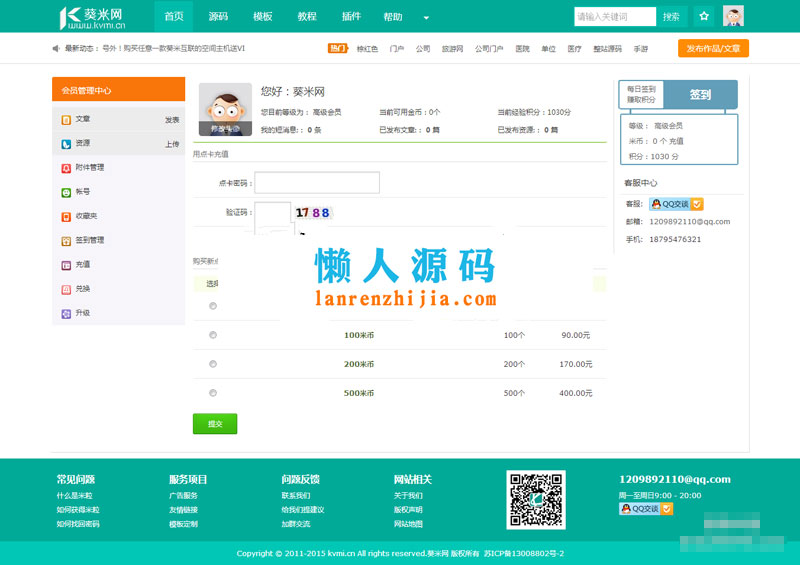 葵米网
www.kvmi.cn
首页 源码 模板 教程 插件 帮助
请输入关键词 搜索
最新动态： 号外！购买任意一款葵米互联的空间主机送VI
热门 棕红色 门户 公司 旅游网 公司门户 医院 单位 医疗 整站源码 手游
发布作品/文章
会员管理中心
文章 发表
资源 上传
附件管理
帐号
收藏夹
签到管理
充值
兑换
升级
修改头像
您好：葵米网
您目前等级为： 高级会员 当前可用金币：0个 当前经验积分：1030分
我的短消息：: 0 条 已发布文章：: 0 篇 已发布资源：: 0 篇
用点卡充值
点卡密码：
验证码： 1788
购买新点
选择
懒人源码
lanrenzhijia.com
100米币 100个 90.00元
200米币 200个 170.00元
500米币 500个 400.00元
提交
每日签到
赚取积分
签到
等级： 高级会员
米币： 0 个 充值
积分：1030 分
客服中心
客服： QQ交谈
邮箱： 1209892110@qq.com
手机： 18795476321
常见问题
什么是米粒
如何获得米粒
如何找回密码
服务项目
广告服务
友情链接
模板定制
问题反馈
联系我们
给我们提建议
加群交流
网站相关
关于我们
版权声明
网站地图
1209892110@qq.com
周一至周日9:00 - 20:00
QQ交谈
Copyright © 2011-2015 kvmi.cn All rights reserved.葵米网 版权所有 苏ICP备13008802号-2